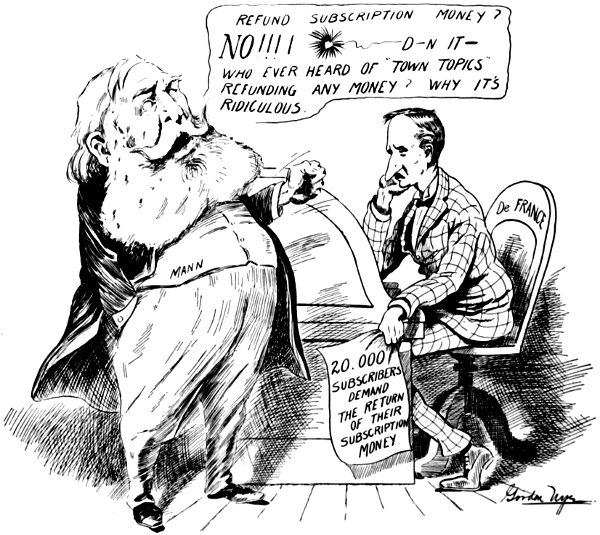 REFUND SUBSCRIPTION MONEY?
NO!!!! D-N IT-
WHO EVER HEARD OF "TOWN TOPICS"
REFUNDING ANY MONEY? WHY IT'S
RIDICULOUS.
MANN
De FRANCE
20.000
SUBSCRIBERS
DEMAND
THE RETURN
OF THEIR
SUBSCRIPTION
MONEY
Gordon Nye